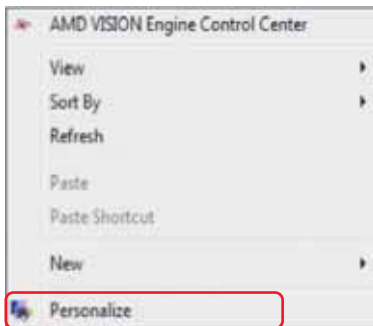 AMD VISION Engine Control Center
View
Sort By
Refresh
Paste
Paste Shortcut
New
Personalize